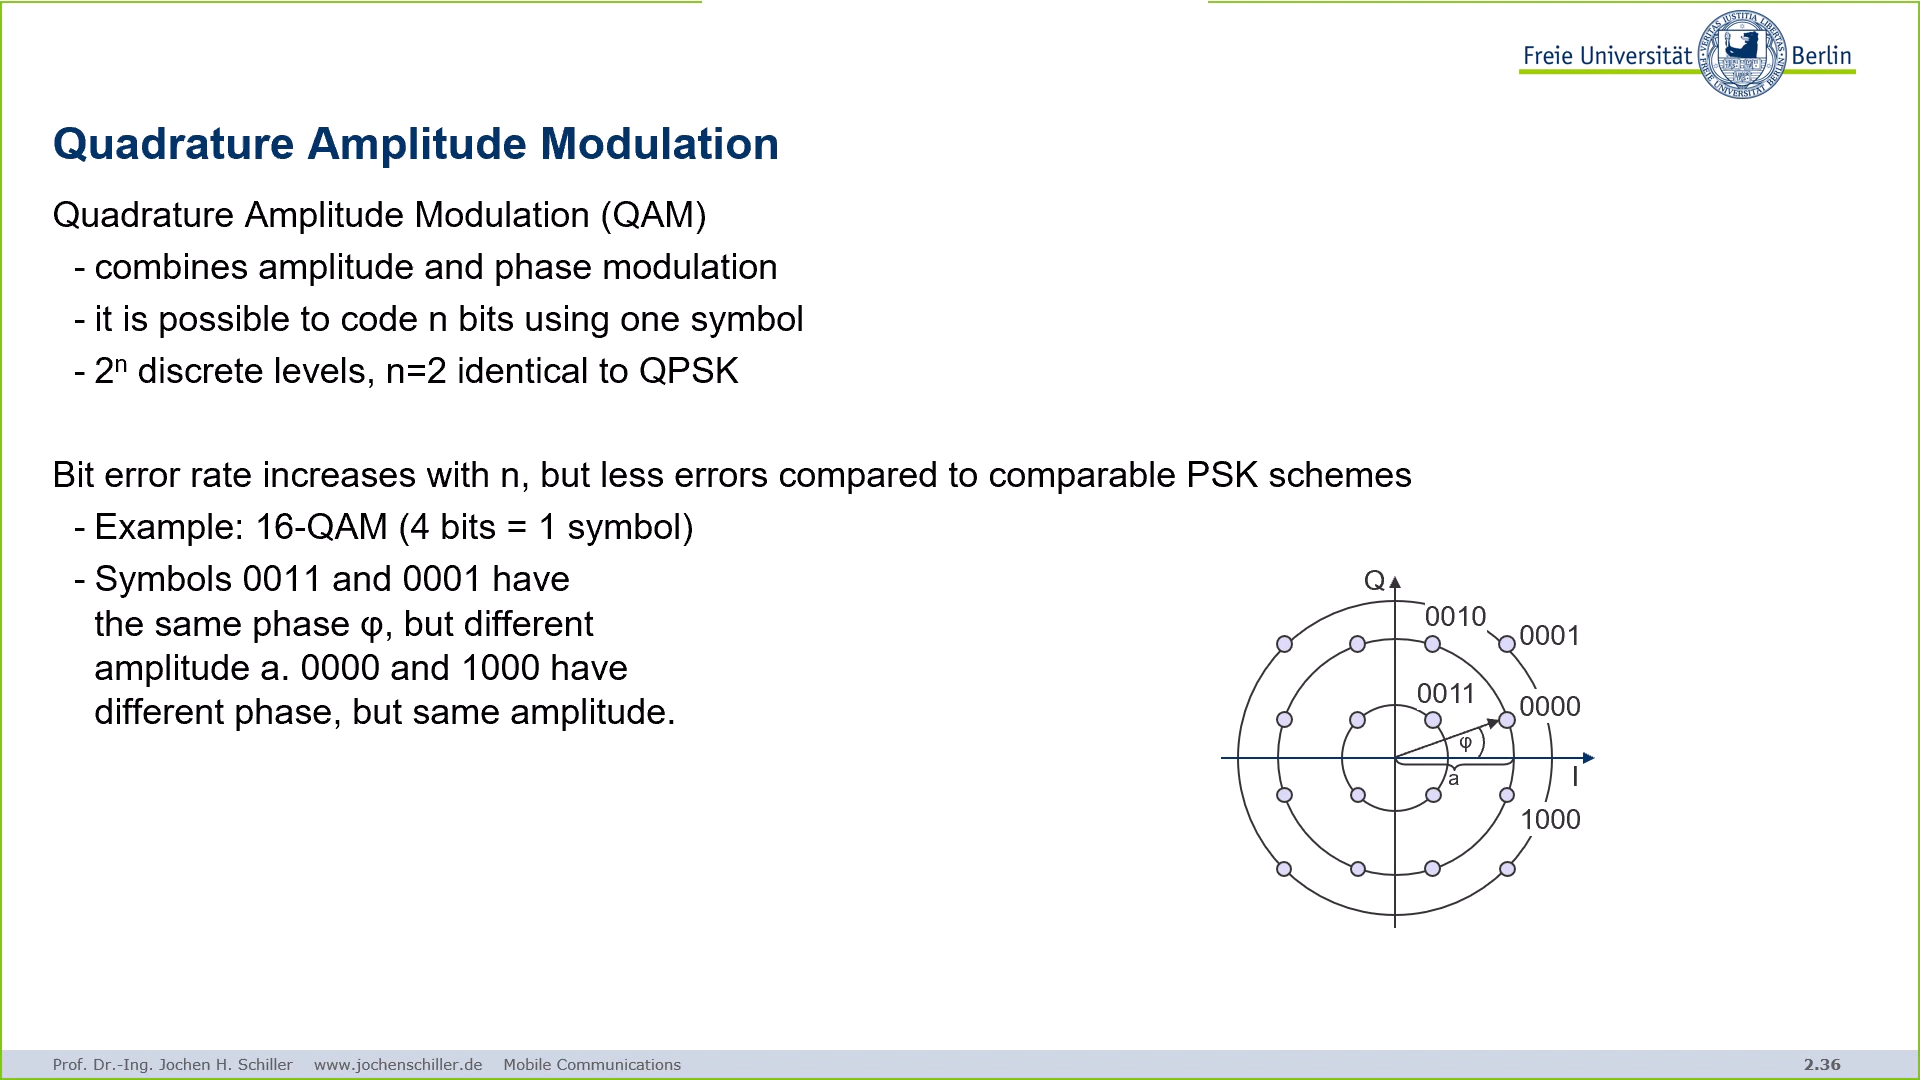 Freie Universität Berlin
Quadrature Amplitude Modulation
Quadrature Amplitude Modulation (QAM)
- combines amplitude and phase modulation
- it is possible to code n bits using one symbol
- 2ⁿ discrete levels, n=2 identical to QPSK
Bit error rate increases with n, but less errors compared to comparable PSK schemes
- Example: 16-QAM (4 bits = 1 symbol)
- Symbols 0011 and 0001 have
the same phase φ, but different
amplitude a. 0000 and 1000 have
different phase, but same amplitude.
Q
0010
0001
0011
0000
φ
a
I
1000
Prof. Dr.-Ing. Jochen H. Schiller www.jochenschiller.de Mobile Communications
2.36